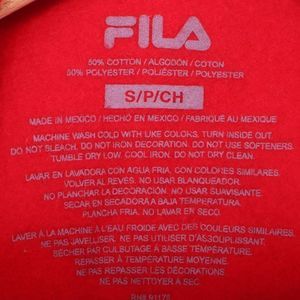 FILA
50% COTTON / ALGODÓN / COTON
50% POLYESTER / POLIÉSTER / POLYESTER
S/P/CH
MADE IN MEXICO / HECHO EN MEXICO / FABRIQUÉ AU MEXIQUE
MACHINE WASH COLD WITH LIKE COLORS. TURN INSIDE OUT.
DO NOT BLEACH. DO NOT IRON DECORATION. DO NOT USE SOFTENERS.
TUMBLE DRY LOW. COOL IRON. DO NOT DRY CLEAN.
LAVAR EN LAVADORA CON AGUA FRIA, CON COLORES SIMILARES.
VOLVER AL REVÉS. NO USAR BLANQUEADOR.
NO PLANCHAR LA DECORACIÓN. NO USAR SUAVISANTE.
SECAR EN SECADORA A BAJA TEMPERATURA.
PLANCHA FRIA. NO LAVAR EN SECO.
LAVER À LA MACHINE À L'EAU FROIDE AVEC DES COULEURS SIMILAIRES.
NE PAS JAVELLISER. NE PAS UTILISER D'ASSOUPLISSANT.
SÉCHER PAR CULBUTAGE À BASSE TEMPÉRATURE.
REPASSER À TEMPÉRATURE MOYENNE.
NE PAS REPASSER LES DÉCORATIONS.
NE PAS NETTOYER À SEC.
RN#